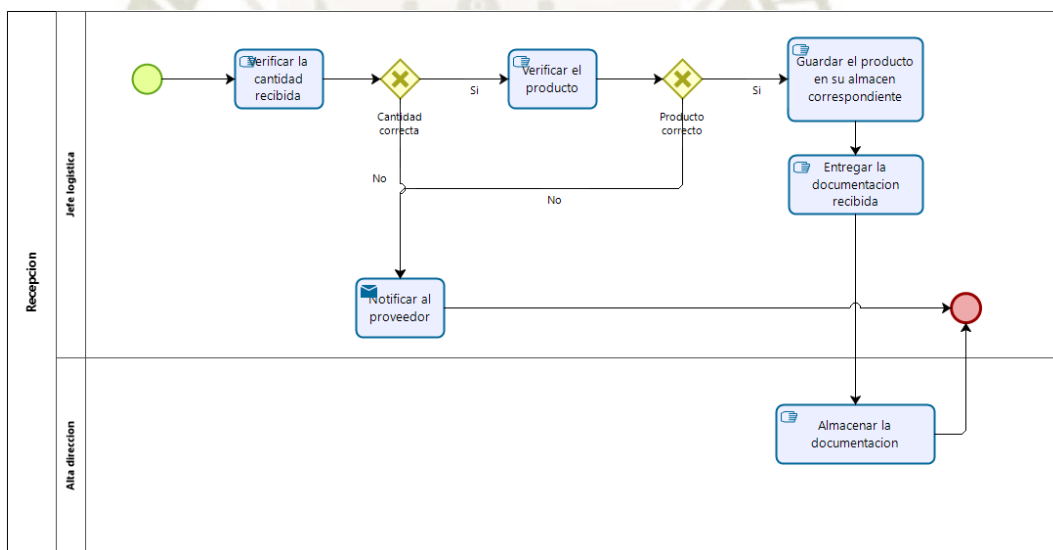 Recepcion
Jefe logistica
Verificar la
cantidad
recibida
Cantidad
correcta
Si
Verificar el
producto
Producto
correcto
Si
Guardar el producto
en su almacen
correspondiente
Entregar la
documentacion
recibida
No
No
Notificar al
proveedor
Alta direccion
Almacenar la
documentacion